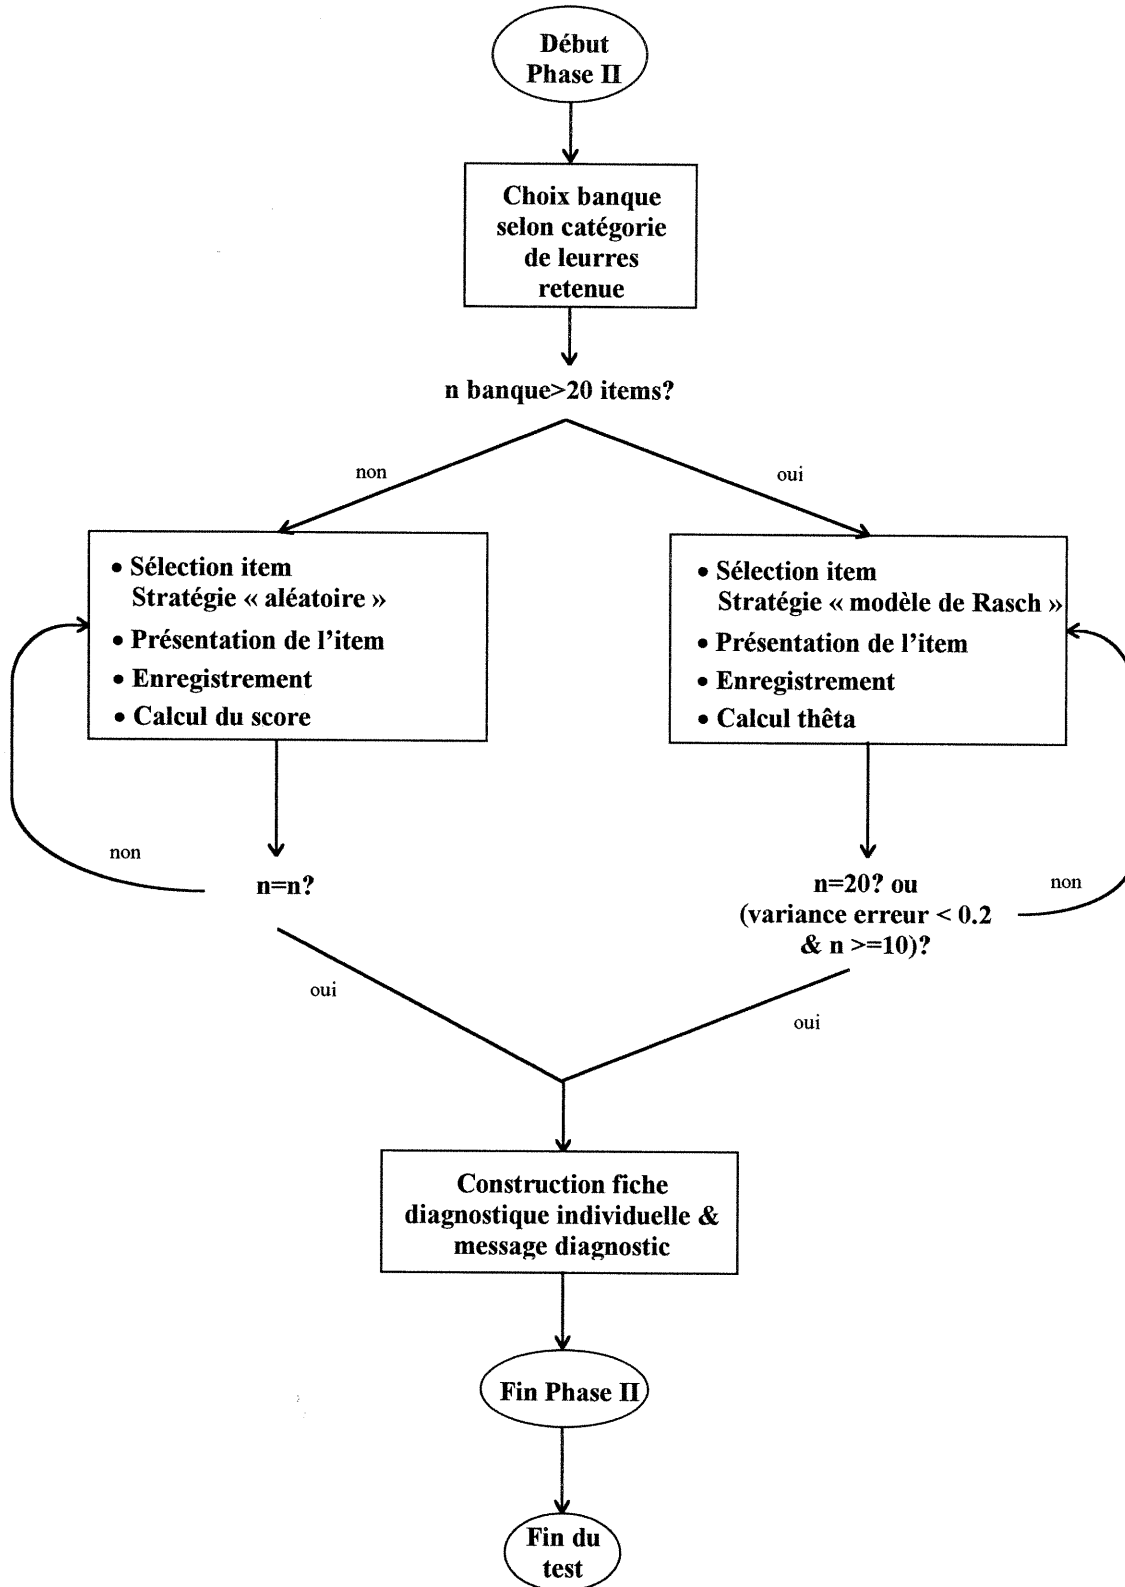 Début
Phase II
Choix banque
selon catégorie
de leurres
retenue
n banque>20 items?
non
oui
• Sélection item
Stratégie « aléatoire »
• Présentation de l'item
• Enregistrement
• Calcul du score
• Sélection item
Stratégie « modèle de Rasch »
• Présentation de l'item
• Enregistrement
• Calcul thêta
non
n=n?
n=20? ou
(variance erreur < 0.2
& n >=10)?
non
oui
oui
Construction fiche
diagnostique individuelle &
message diagnostic
Fin Phase II
Fin du
test